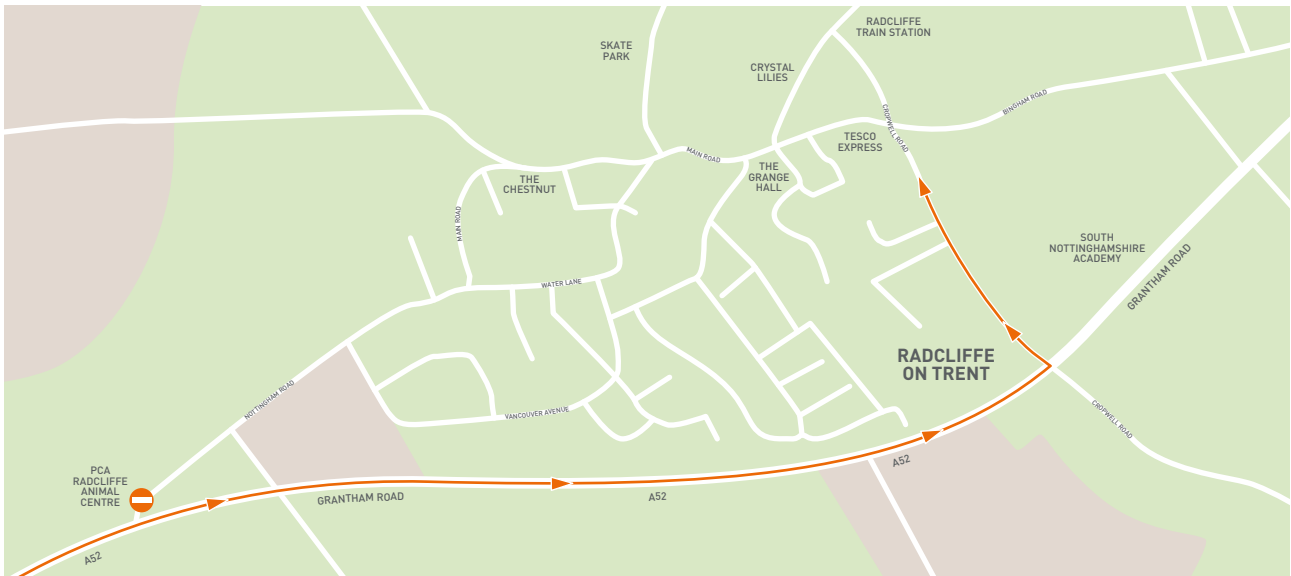 RADCLIFFE
TRAIN STATION
SKATE
PARK
CRYSTAL
LILIES
BINGHAM ROAD
CROPWELL ROAD
TESCO
EXPRESS
MAIN ROAD
THE
GRANGE
HALL
THE
CHESTNUT
MAIN ROAD
SOUTH
NOTTINGHAMSHIRE
ACADEMY
GRANTHAM ROAD
WATER LANE
RADCLIFFE
ON TRENT
NOTTINGHAM ROAD
VANCOUVER AVENUE
CROPWELL ROAD
A52
PCA
RADCLIFFE
ANIMAL
CENTRE
GRANTHAM ROAD
A52
A52